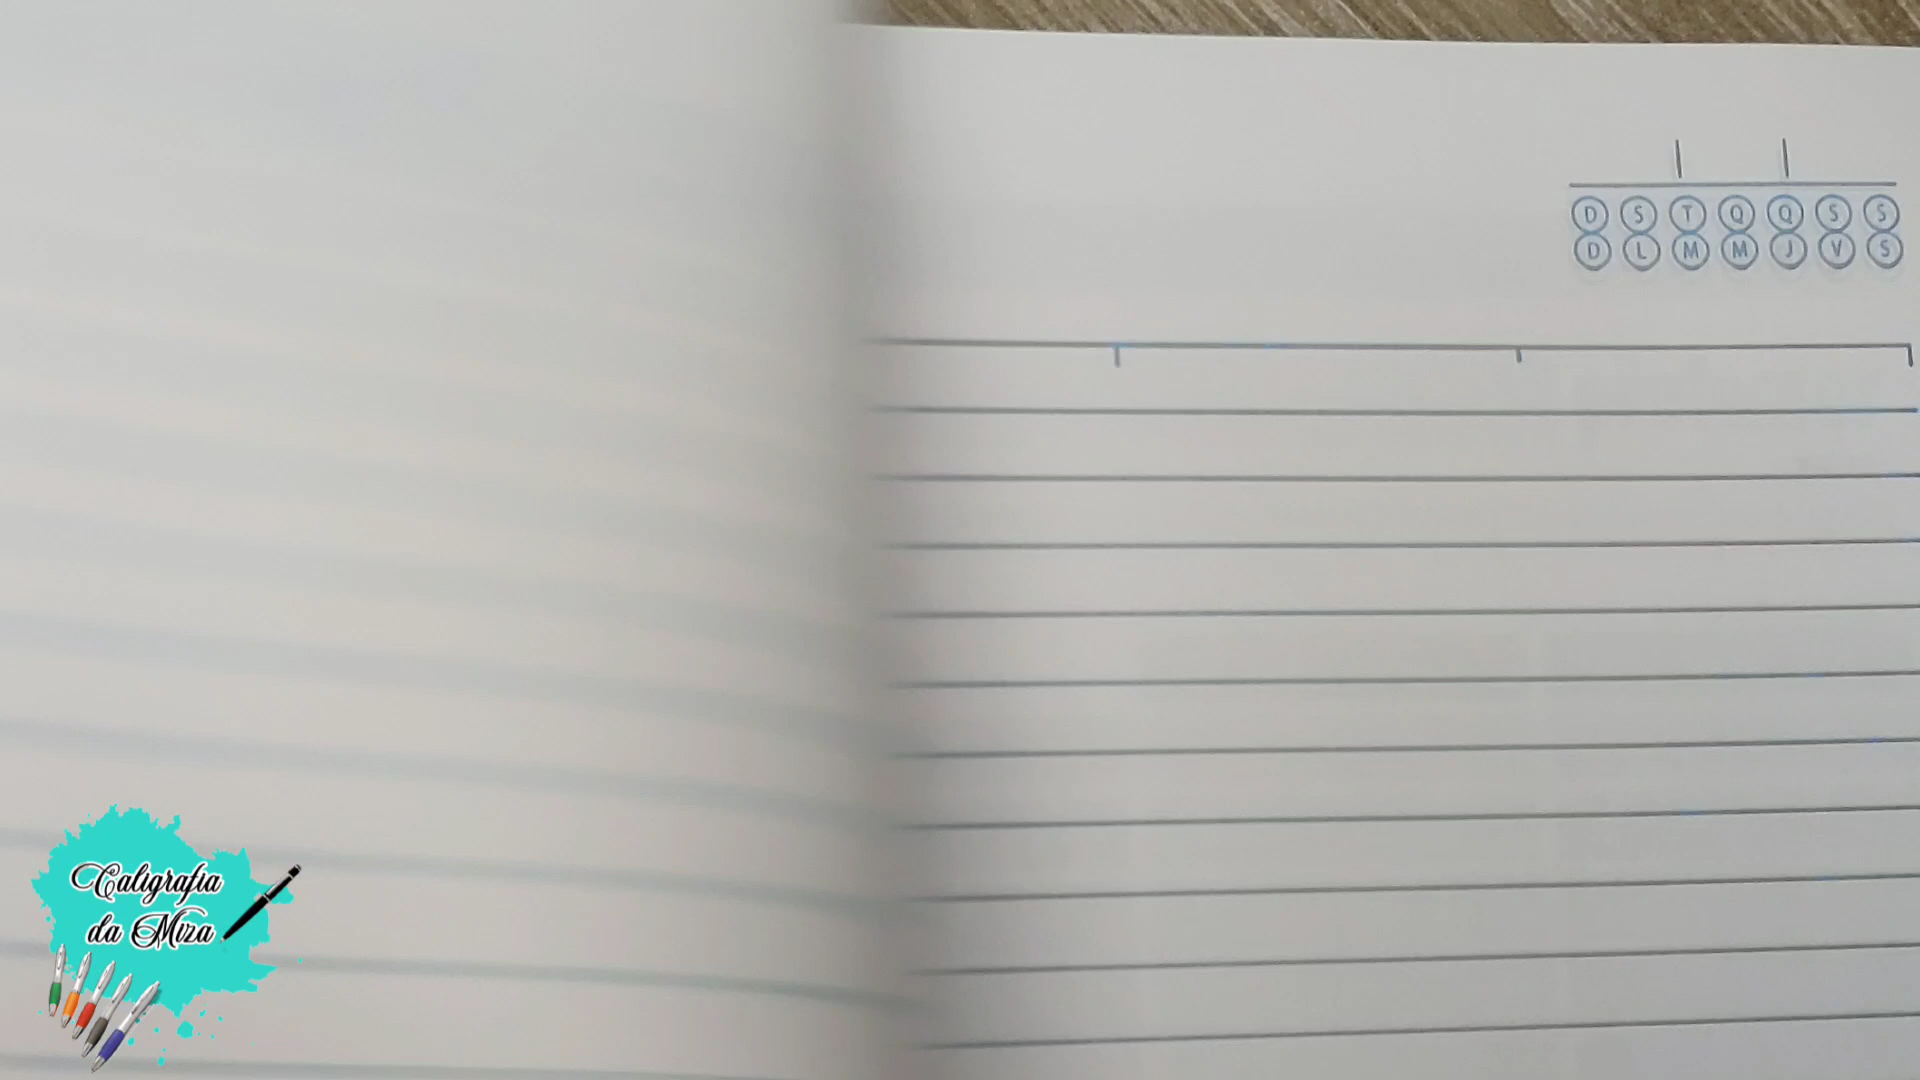 D S T Q Q S S
D L M M J V S
Caligrafia
da Miza